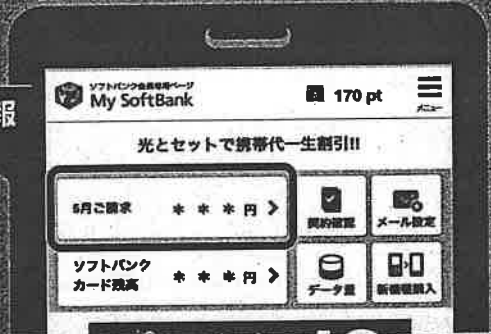 報
ソフトバンク会員専用ページ
My SoftBank
170 pt
メニュー
光とセットで携帯代一生割引!!
5月ご請求 ＊ ＊ ＊ 円 >
契約確認
メール設定
ソフトバンク
カード残高 ＊ ＊ ＊ 円 >
データ量
新機種購入